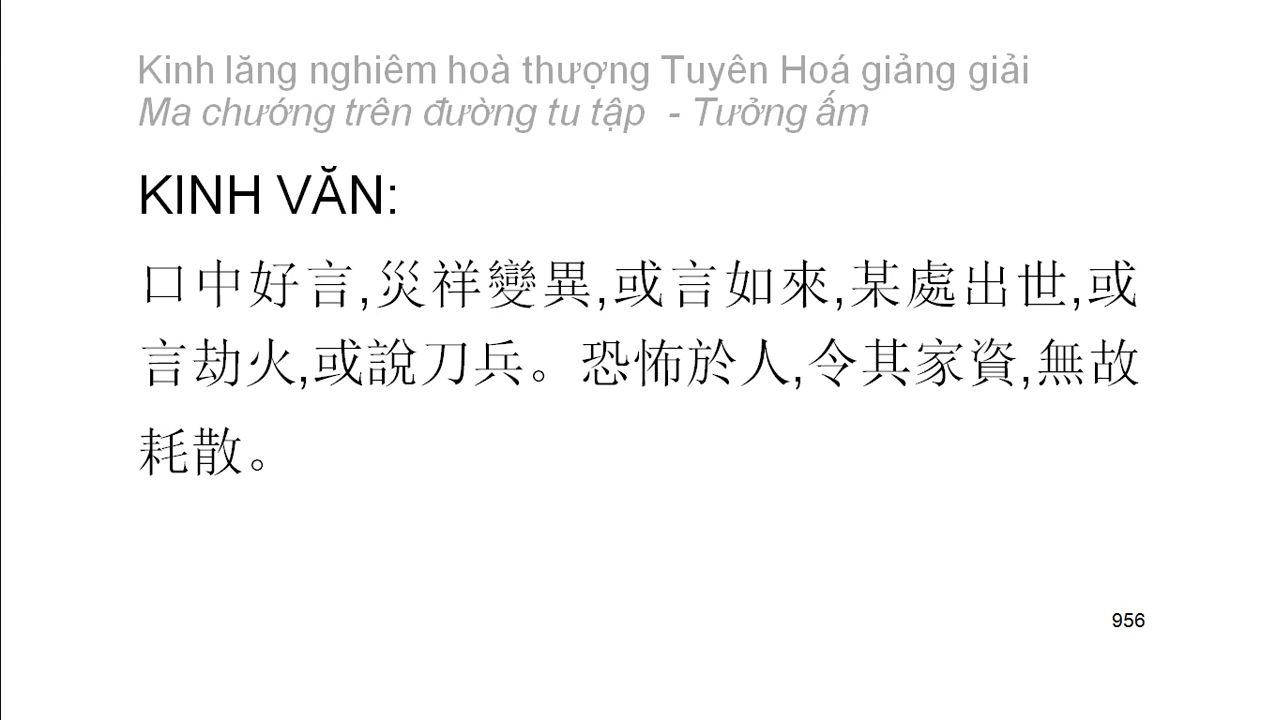 Kinh lăng nghiêm hoà thượng Tuyên Hoá giảng giải
Ma chướng trên đường tu tập - Tưởng ấm
KINH VĂN:
口中好言,災祥變異,或言如來,某處出世,或
言劫火,或說刀兵。恐怖於人,令其家資,無故
耗散。
956